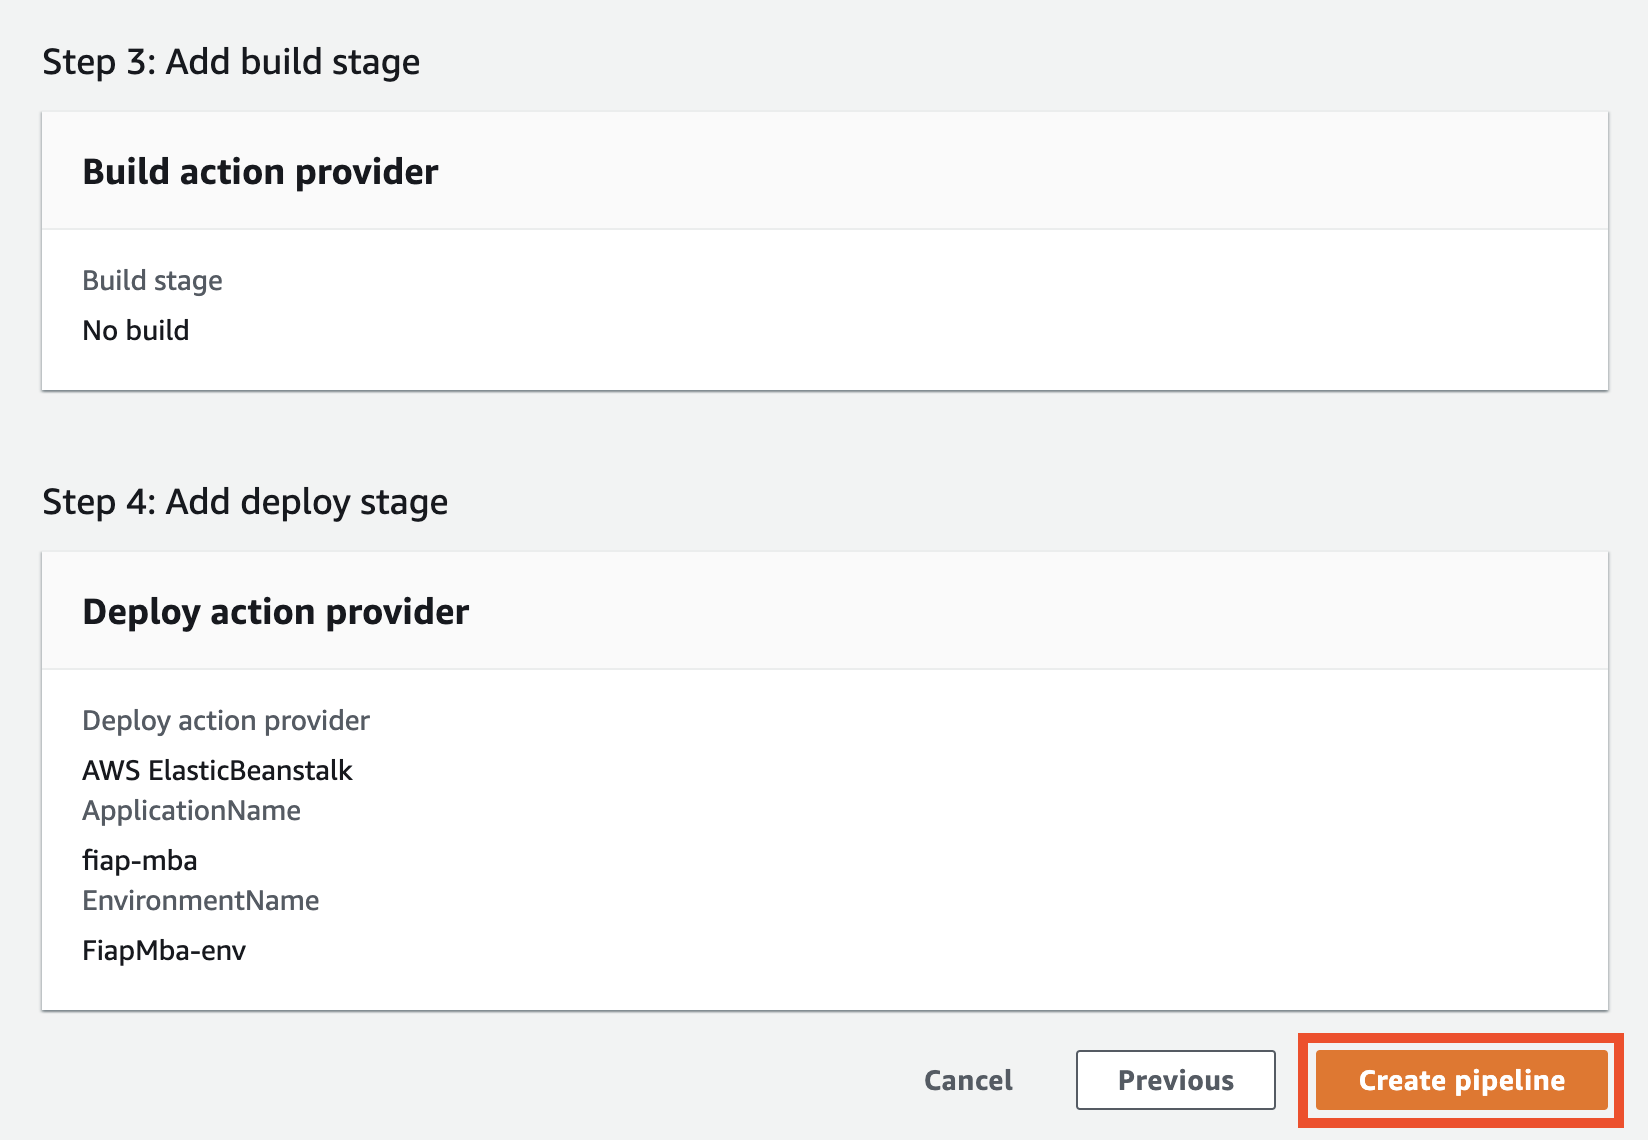 Step 3: Add build stage
Build action provider
Build stage
No build
Step 4: Add deploy stage
Deploy action provider
Deploy action provider
AWS ElasticBeanstalk
ApplicationName
fiap-mba
EnvironmentName
FiapMba-env
Cancel
Previous
Create pipeline